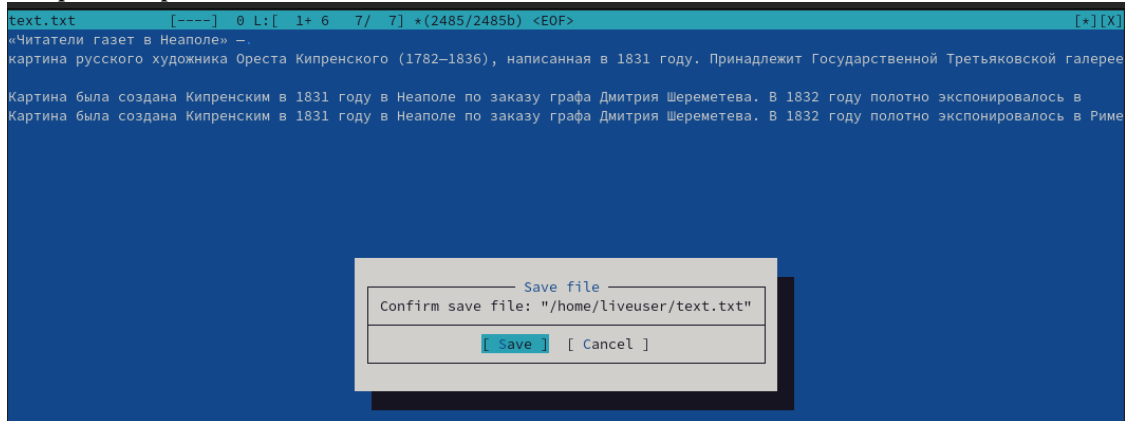 text.txt [----] 0 L:[ 1+ 6 7/ 7] *(2485/2485b) <EOF> [*][X]
«Читатели газет в Неаполе» —.
картина русского художника Ореста Кипренского (1782—1836), написанная в 1831 году. Принадлежит Государственной Третьяковской галерее
Картина была создана Кипренским в 1831 году в Неаполе по заказу графа Дмитрия Шереметева. В 1832 году полотно экспонировалось в
Картина была создана Кипренским в 1831 году в Неаполе по заказу графа Дмитрия Шереметева. В 1832 году полотно экспонировалось в Риме
Save file
Confirm save file: "/home/liveuser/text.txt"
[ Save ] [ Cancel ]